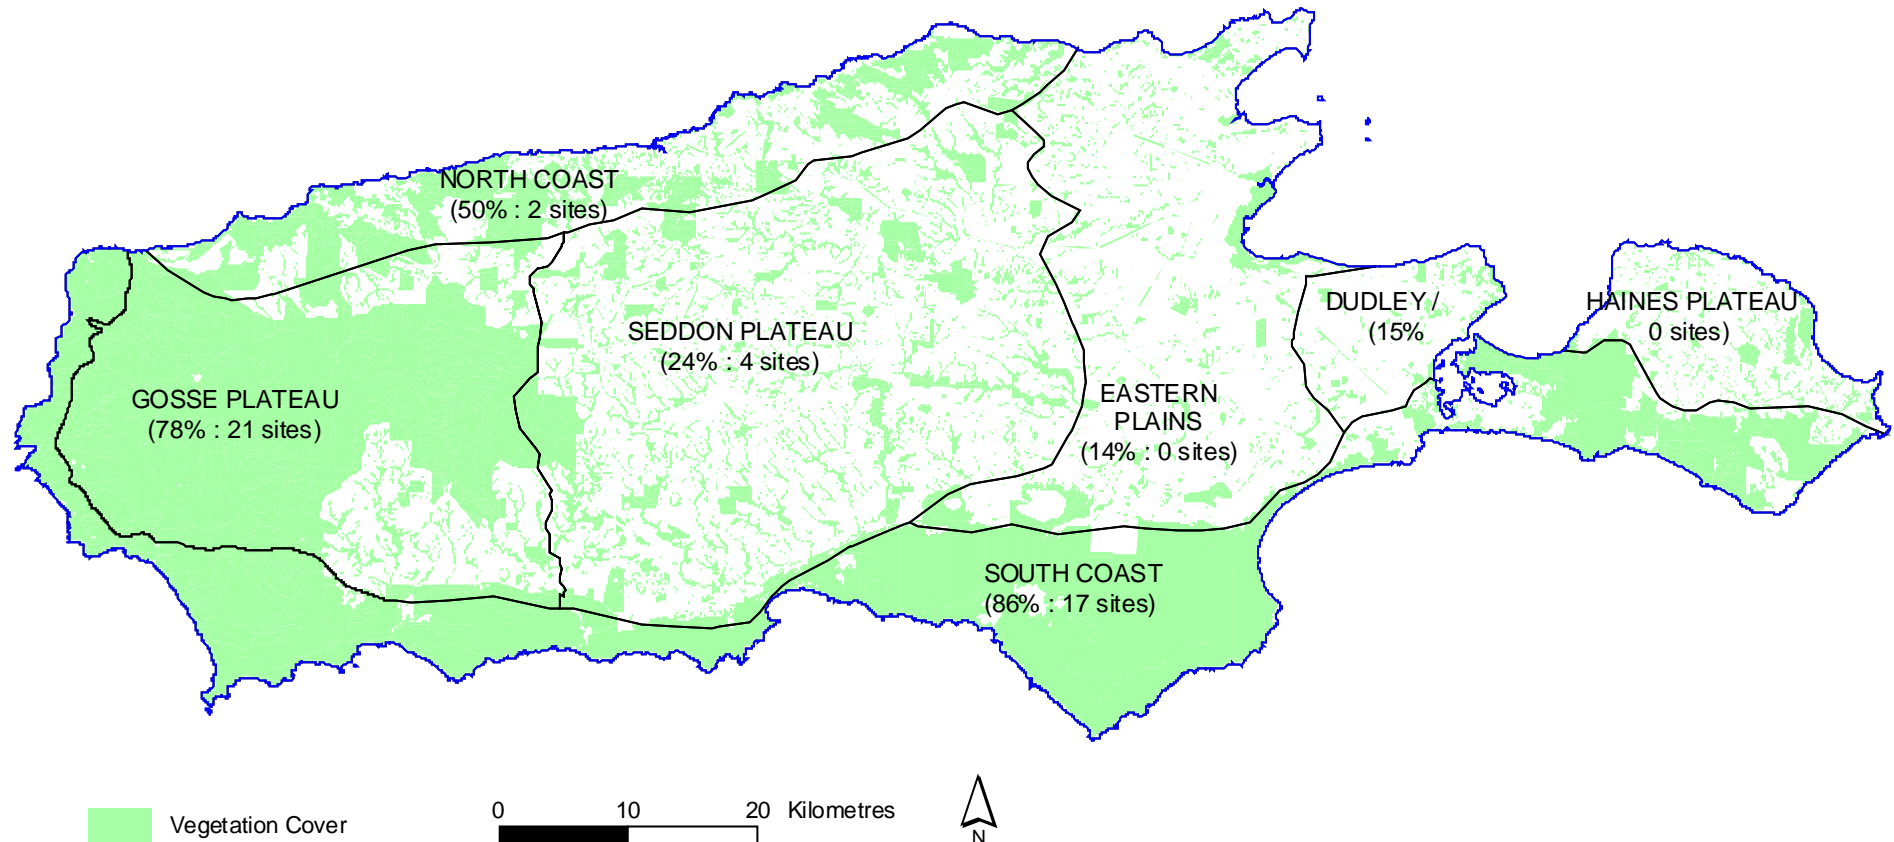 NORTH COAST
(50% : 2 sites)
DUDLEY /
(15%
HAINES PLATEAU
0 sites)
SEDDON PLATEAU
(24% : 4 sites)
GOSSE PLATEAU
(78% : 21 sites)
EASTERN
PLAINS
(14% : 0 sites)
SOUTH COAST
(86% : 17 sites)
Vegetation Cover
0 10 20 Kilometres
N